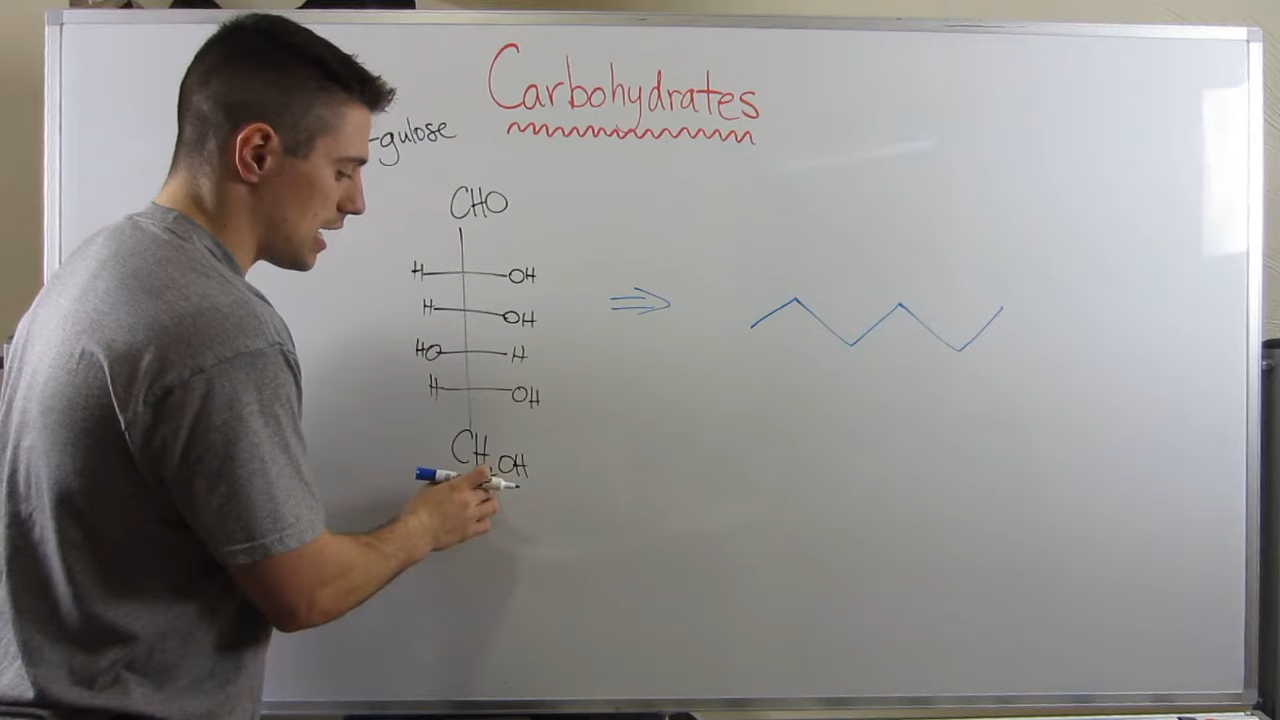 Carbohydrates
-gulose
CHO
H OH
H OH
HO H
H OH
CH2OH